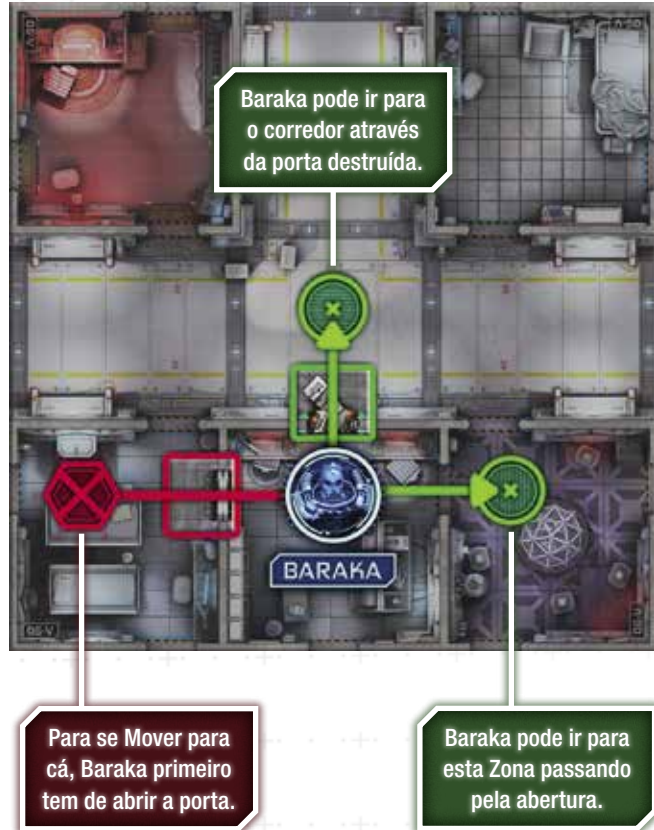 Baraka pode ir para
o corredor através
da porta destruída.
BARAKA
Para se Mover para
cá, Baraka primeiro
tem de abrir a porta.
Baraka pode ir para
esta Zona passando
pela abertura.